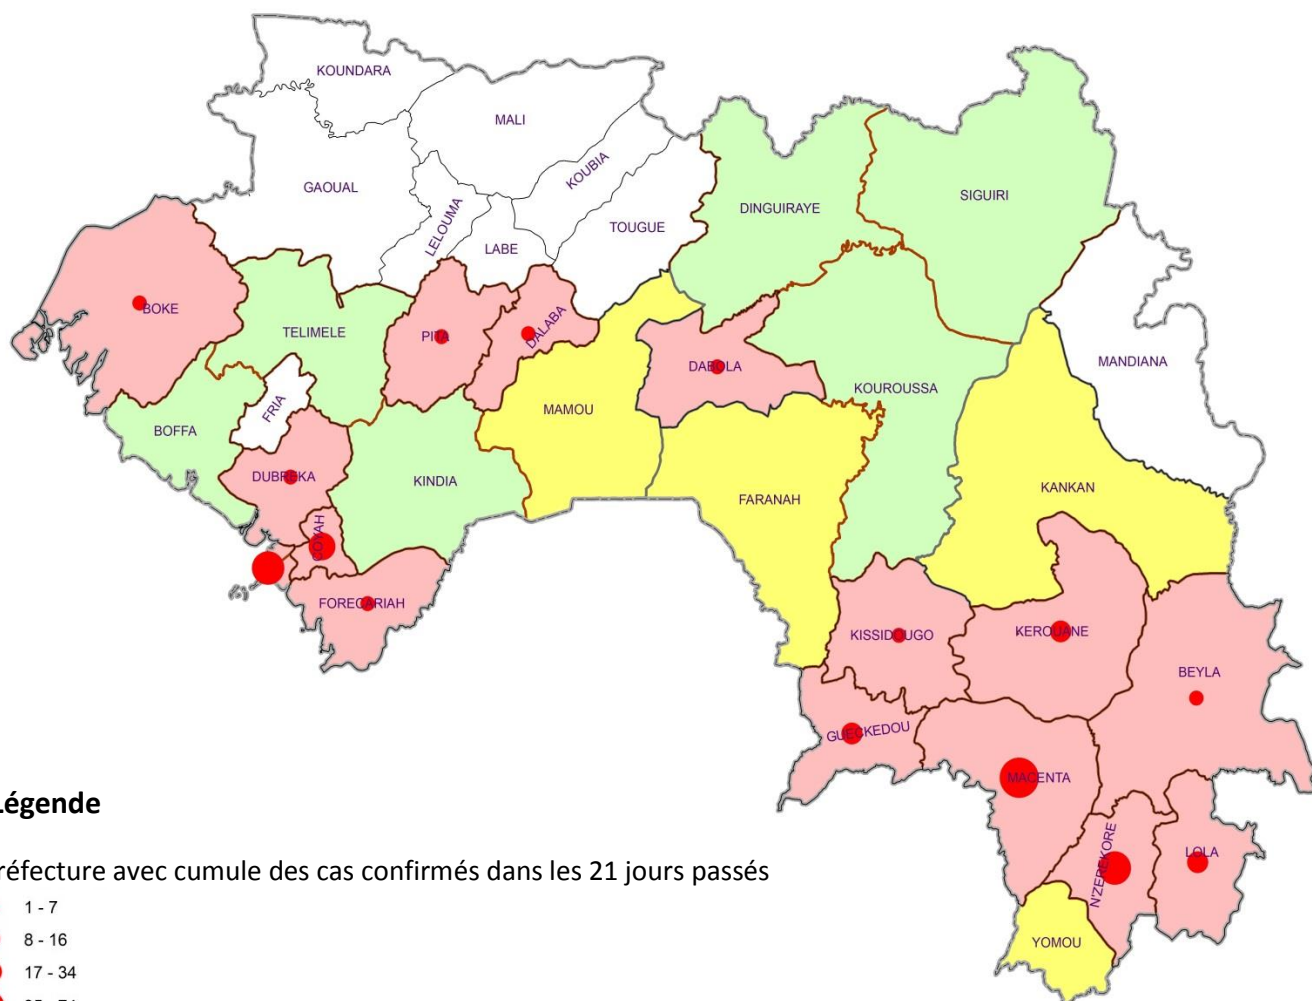 KOUNDARA
MALI
KOUBIA
GAOUAL
LELOUMA
LABE
TOUGUE
DINGUIRAYE
SIGUIRI
BOKE
TELIMELE
PITA
DALABA
DABOLA
MANDIANA
FRIA
MAMOU
KOUROUSSA
BOFFA
DUBREKA
KINDIA
FARANAH
KANKAN
COYAH
FORECARIAH
KISSIDOUGO
KEROUANE
BEYLA
GUECKEDOU
MACENTA
N'ZEREKORE
LOLA
YOMOU
Légende
réfecture avec cumule des cas confirmés dans les 21 jours passés
1 - 7
8 - 16
17 - 34